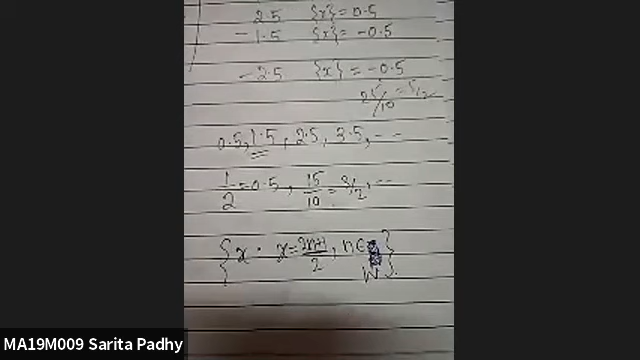 2.5 {x} = 0.5
-1.5 {x} = -0.5
-2.5 {x} = -0.5
25/10 = 5/2
0.5, 1.5, 2.5, 3.5, --
1/2 = 0.5, 15/10 = 3/2, --
{x : x = 2n+1/2, n ∈ W}
MA19M009 Sarita Padhy